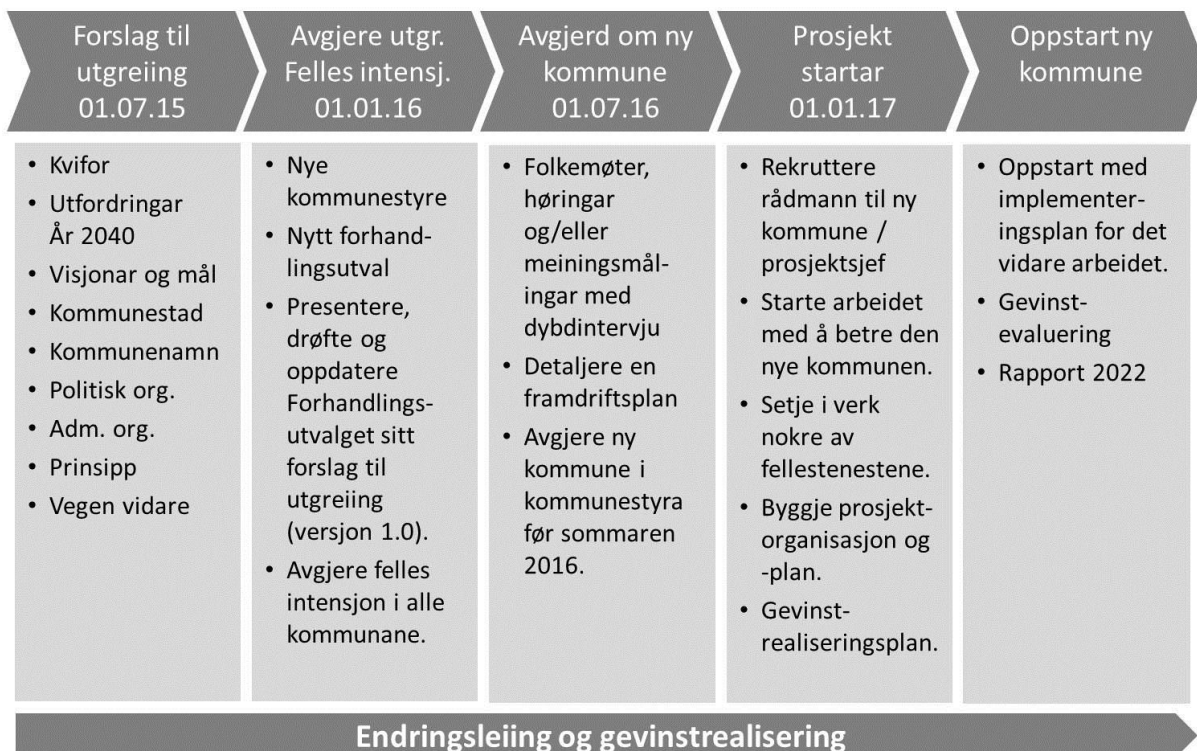 Forslag til
utgreiing
01.07.15
Avgjere utgr.
Felles intensj.
01.01.16
Avgjerd om ny
kommune
01.07.16
Prosjekt
startar
01.01.17
Oppstart ny
kommune
• Kvifor
• Utfordringar
År 2040
• Visjonar og mål
• Kommunestad
• Kommunenamn
• Politisk org.
• Adm. org.
• Prinsipp
• Vegen vidare
• Nye
kommunestyre
• Nytt forhand-
lingsutval
• Presentere,
drøfte og
oppdatere
Forhandlings-
utvalget sitt
forslag til
utgreiing
(versjon 1.0).
• Avgjere felles
intensjon i alle
kommunane.
• Folkemøter,
høringar
og/eller
meiningsmål-
ingar med
dybdintervju
• Detaljere en
framdriftsplan
• Avgjere ny
kommune i
kommunestyra
før sommaren
2016.
• Rekruttere
rådmann til ny
kommune /
prosjektsjef
• Starte arbeidet
med å betre den
nye kommunen.
• Setje i verk
nokre av
fellestenestene.
• Byggje prosjekt-
organisasjon og
-plan.
• Gevinst-
realiseringsplan.
• Oppstart med
implementer-
ingsplan for det
vidare arbeidet.
• Gevinst-
evaluering
• Rapport 2022
Endringsleiing og gevinstrealisering